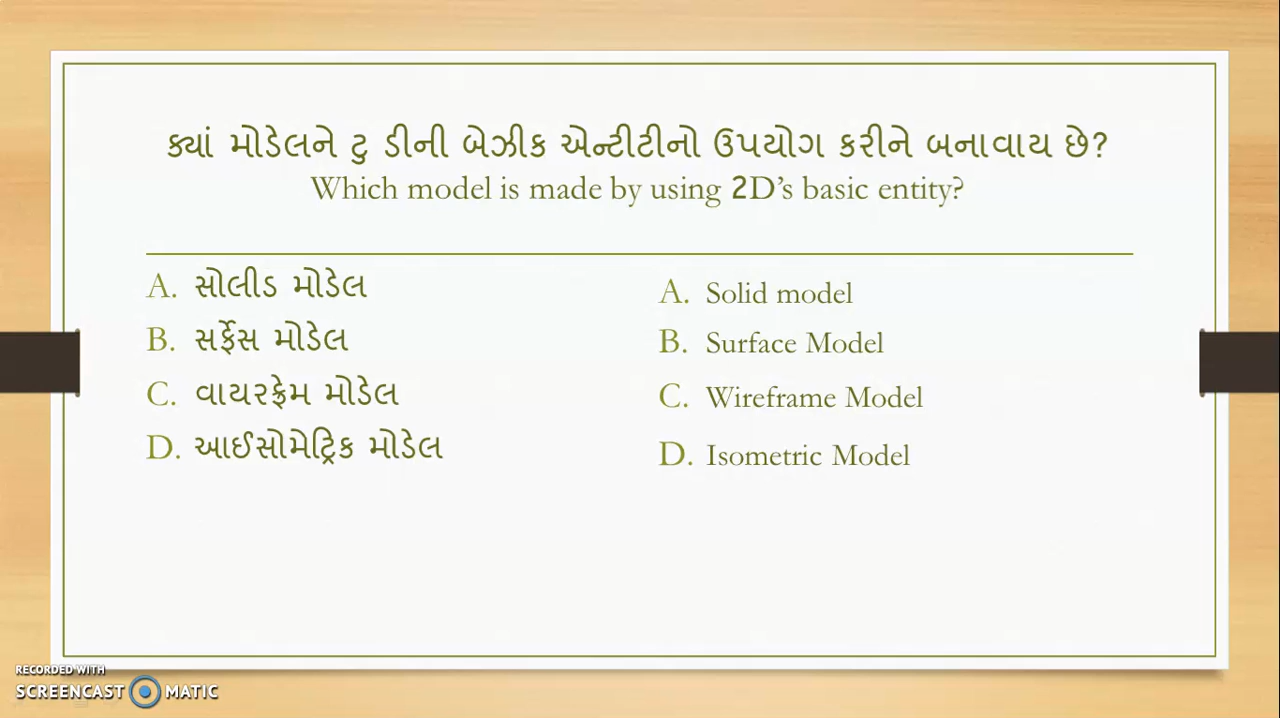 ક્યાં મોડેલને ટુ ડીની બેઝીક એન્ટીટીનો ઉપયોગ કરીને બનાવાય છે?
Which model is made by using 2D’s basic entity?
A. સોલીડ મોડેલ
B. સર્ફેસ મોડેલ
C. વાયરફ્રેમ મોડેલ
D. આઈસોમેટ્રિક મોડેલ
A. Solid model
B. Surface Model
C. Wireframe Model
D. Isometric Model
RECORDED WITH
SCREENCAST MATIC